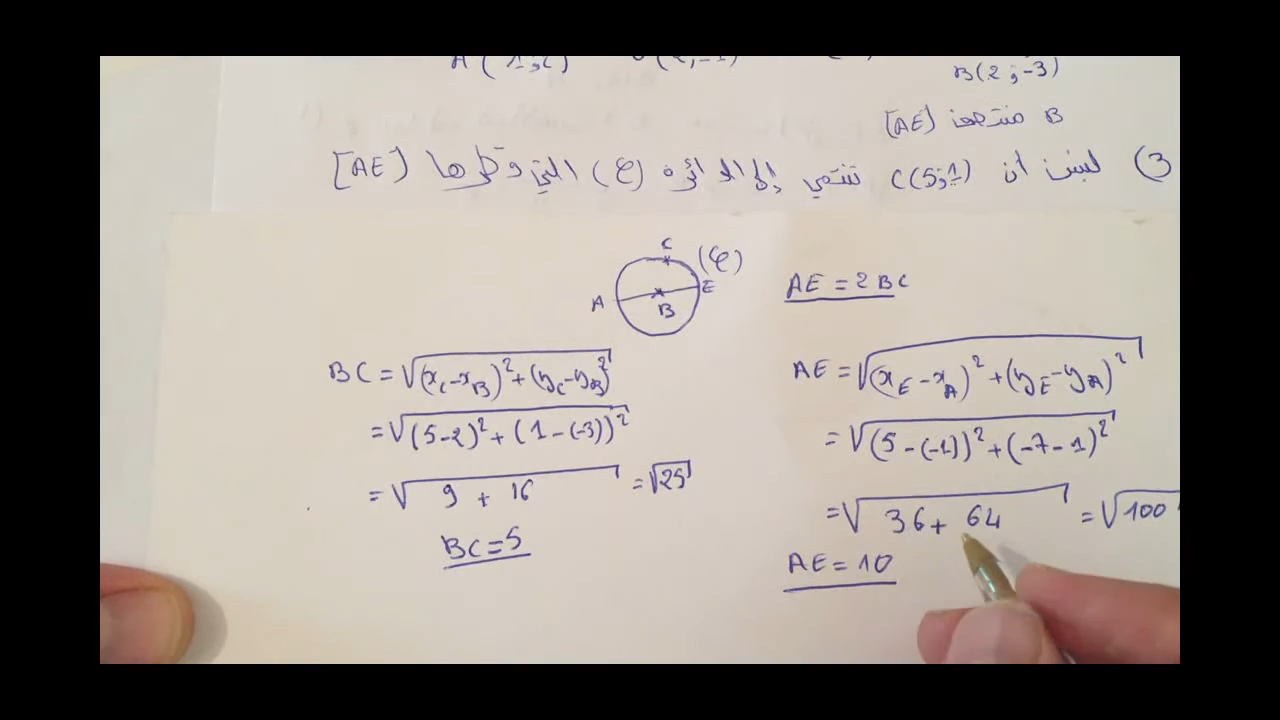 B(2 ; -3)
B منتصف [AE]
3) لنبين أن C(5;1) تنتمي إلى الدائرة (C) التي قطرها [AE]
C
(C)
A
E
B
AE = 2BC
BC = √(x_C - x_B)² + (y_C - y_B)²
= √(5-2)² + (1-(-3))²
= √9 + 16 = √25
BC = 5
AE = √(x_E - x_A)² + (y_E - y_A)²
= √(5-(-1))² + (-7-1)²
= √36 + 64 = √100
AE = 10